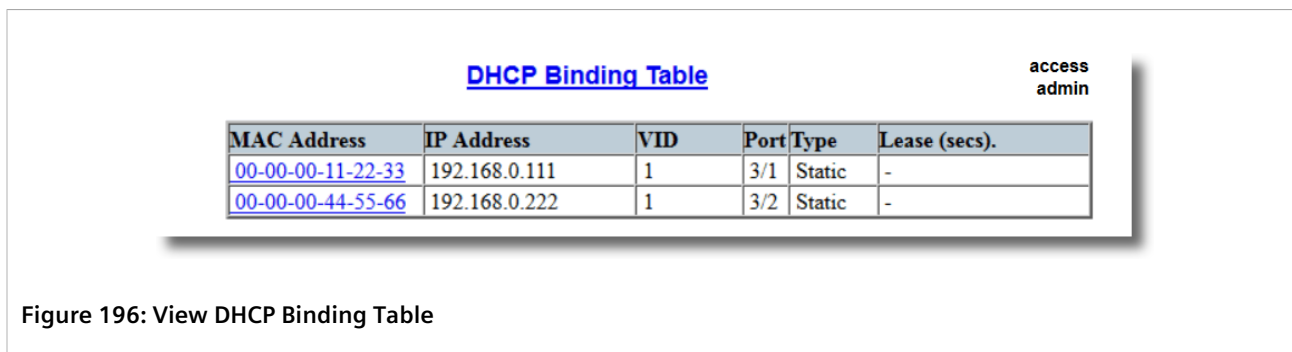 DHCP Binding Table
access
admin
MAC Address IP Address VID Port Type Lease (secs).
00-00-00-11-22-33 192.168.0.111 1 3/1 Static -
00-00-00-44-55-66 192.168.0.222 1 3/2 Static -
Figure 196: View DHCP Binding Table